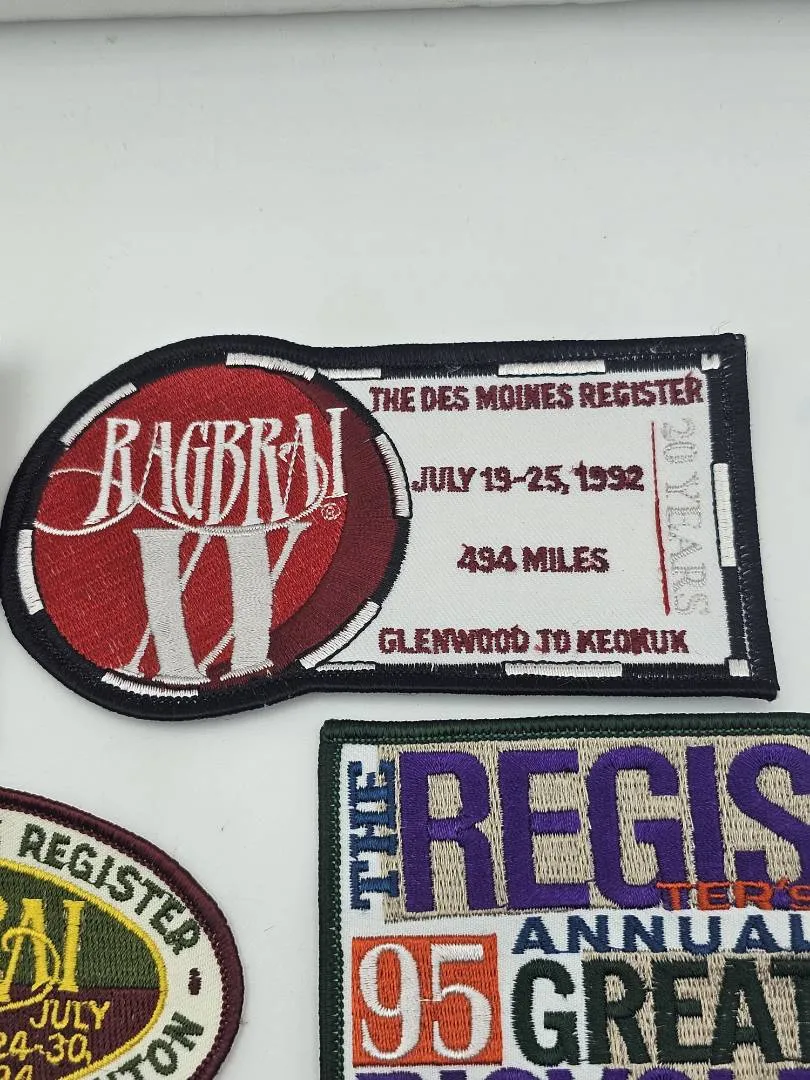 RAGBRAI®
XX
THE DES MOINES REGISTER
JULY 19-25, 1992
494 MILES
GLENWOOD TO KEOKUK
20 YEARS
REGISTER -
JULY
24-30,
THE
REGIS
TER'S
ANNUAL
95
GREAT